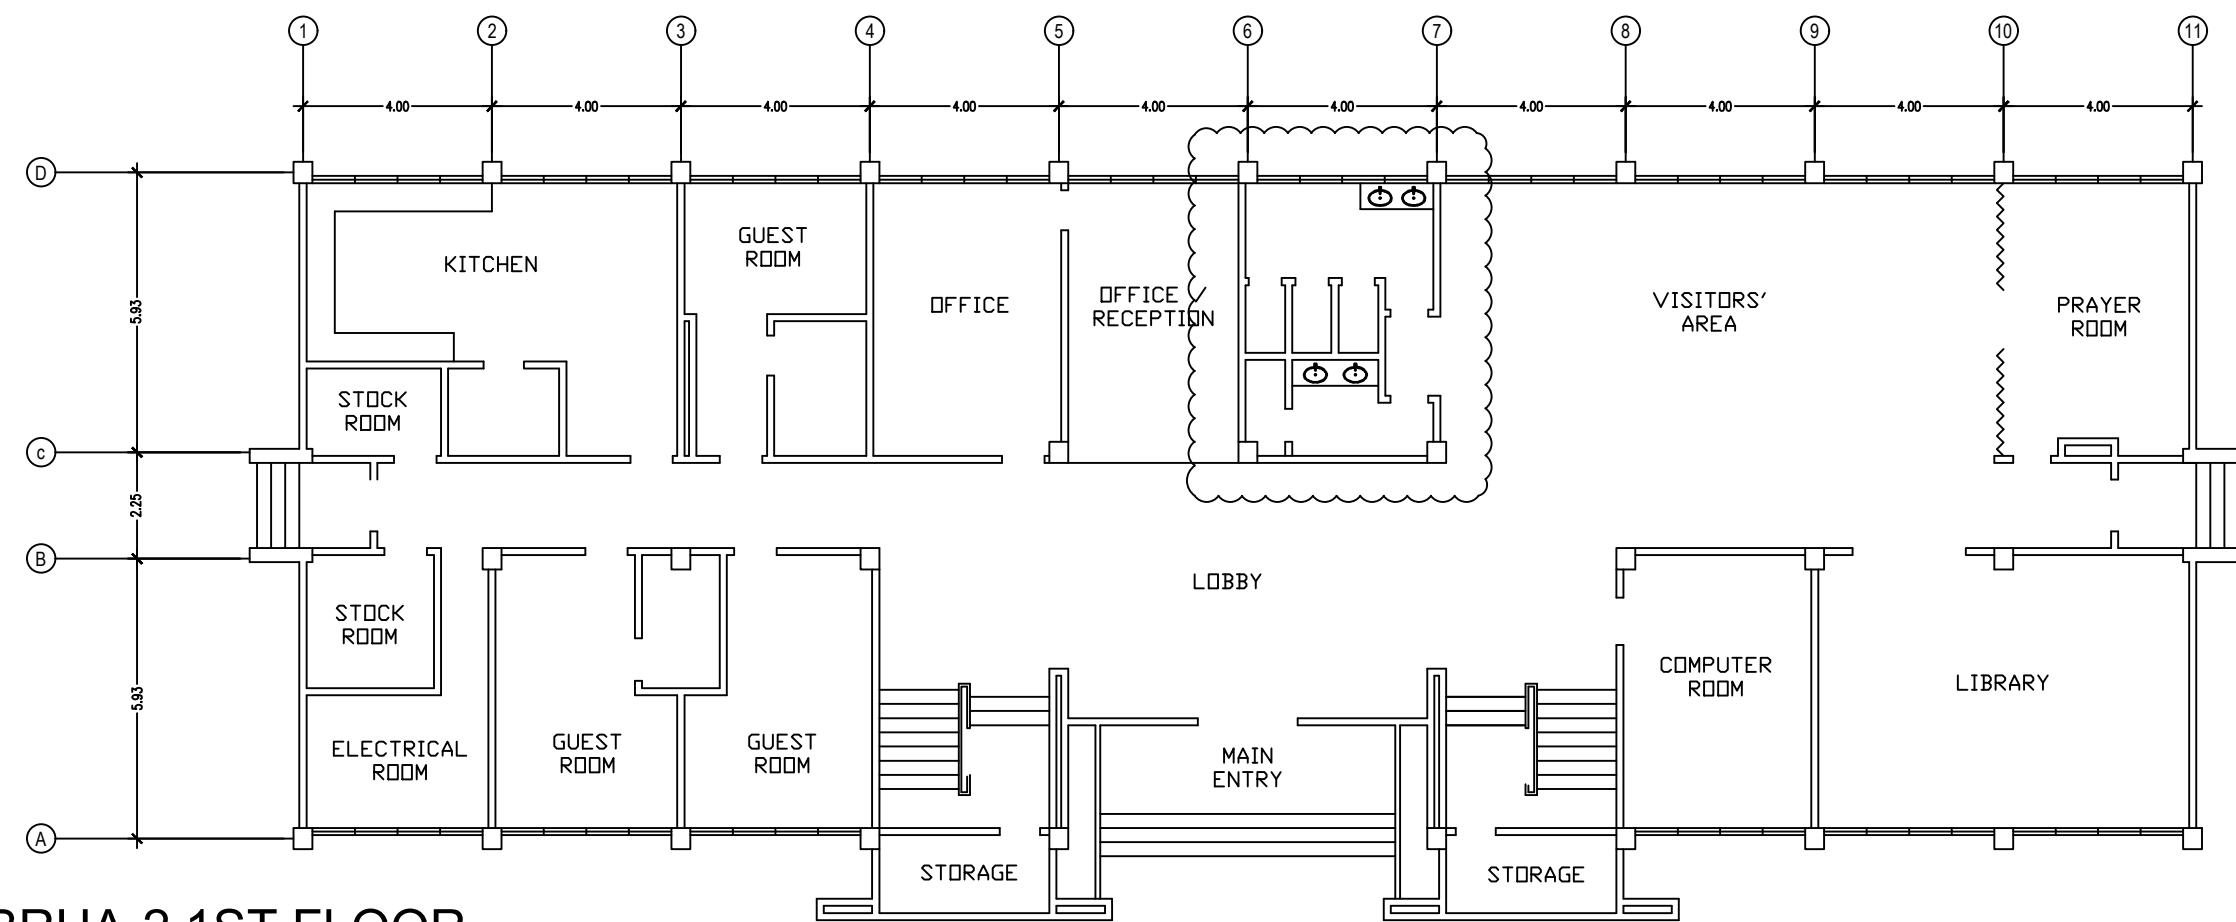 1 2 3 4 5 6 7 8 9 10 11
4.00 4.00 4.00 4.00 4.00 4.00 4.00 4.00 4.00 4.00
D
GUEST
ROOM
KITCHEN
OFFICE
OFFICE /
RECEPTION
VISITORS'
AREA
PRAYER
ROOM
5.93
STOCK
ROOM
c
2.25
B
LOBBY
STOCK
ROOM
5.93
COMPUTER
ROOM
LIBRARY
ELECTRICAL
ROOM
GUEST
ROOM
GUEST
ROOM
MAIN
ENTRY
A
STORAGE
STORAGE
1ST FLOOR